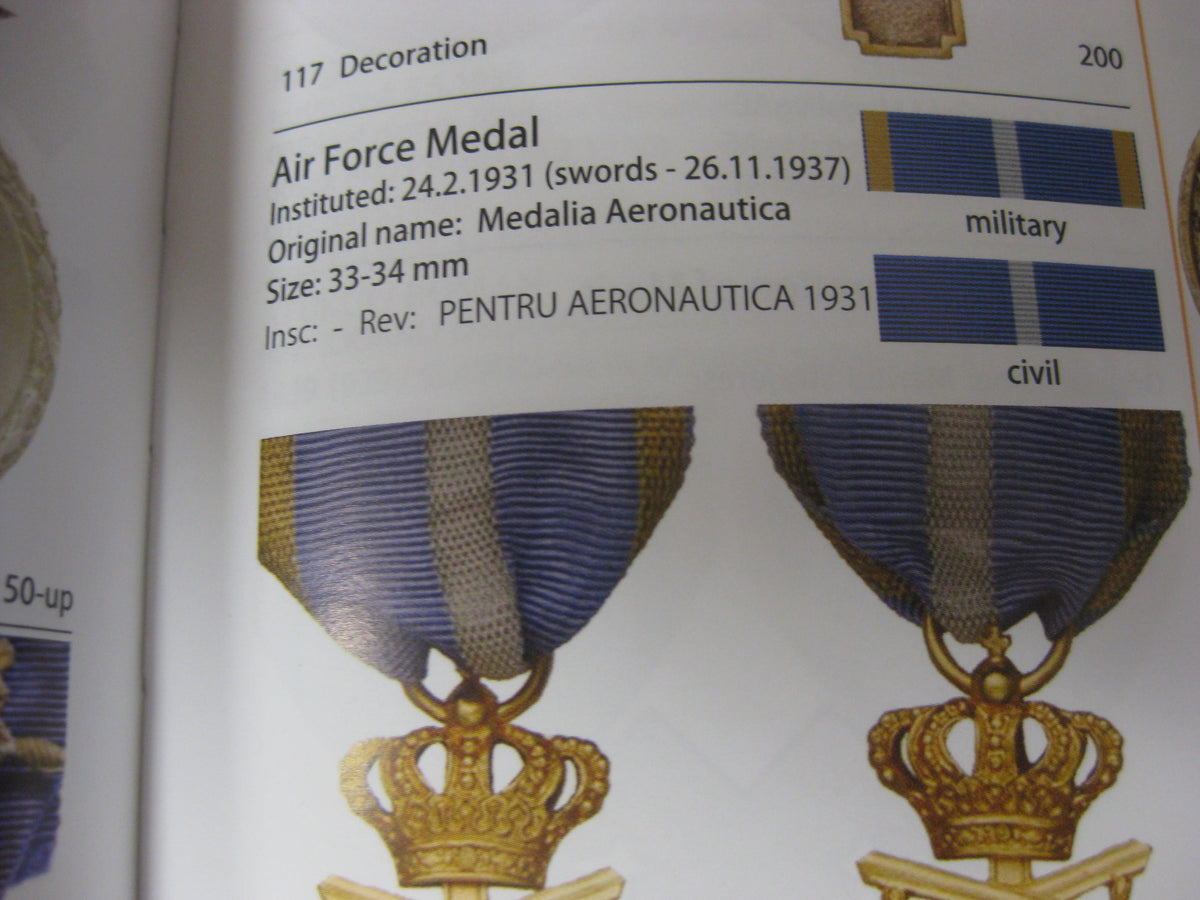 117 Decoration
200
Air Force Medal
Instituted: 24.2.1931 (swords - 26.11.1937)
Original name: Medalia Aeronautica
Size: 33-34 mm
Insc: - Rev: PENTRU AERONAUTICA 1931
military
civil
50-up